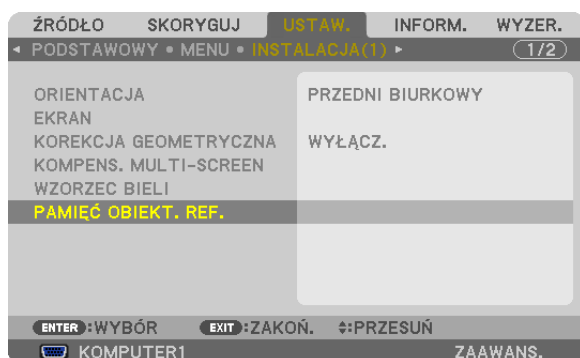 ŹRÓDŁO SKORYGUJ USTAW. INFORM. WYZER.
◂ PODSTAWOWY • MENU • INSTALACJA(1) ▸ 1/2
ORIENTACJA PRZEDNI BIURKOWY
EKRAN
KOREKCJA GEOMETRYCZNA WYŁĄCZ.
KOMPENS. MULTI-SCREEN
WZORZEC BIELI
PAMIĘĆ OBIEKT. REF.
ENTER:WYBÓR EXIT:ZAKOŃ. ♦:PRZESUŃ
KOMPUTER1 ZAAWANS.